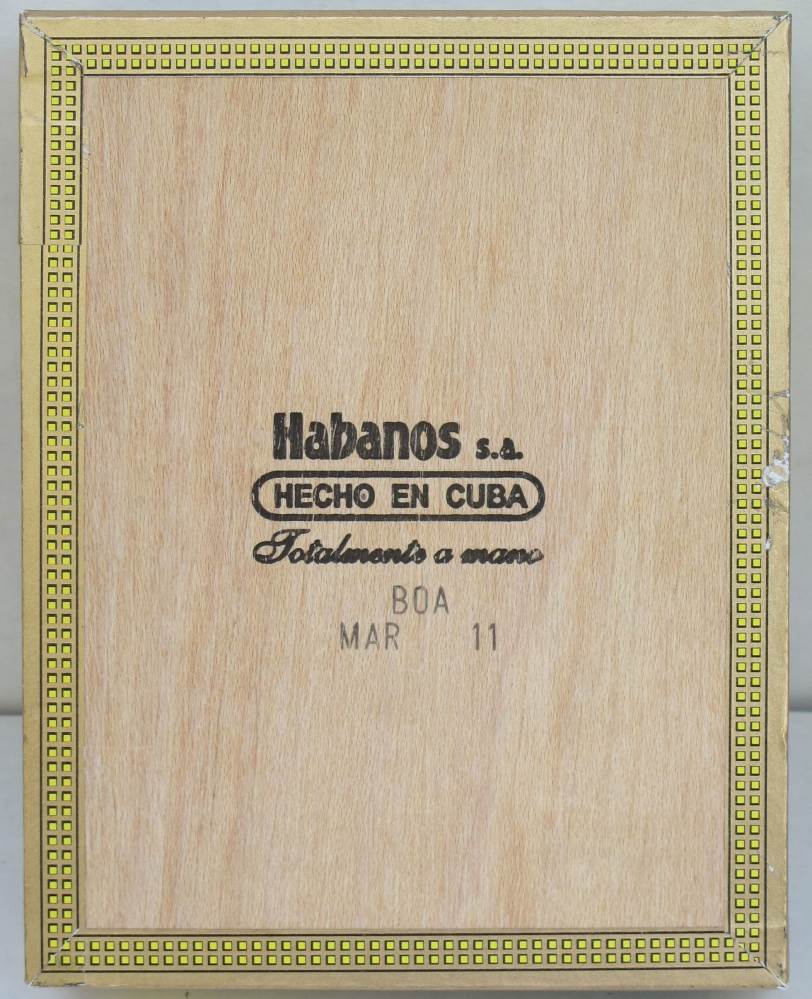 Habanos s.a.
HECHO EN CUBA
Totalmente a mano
BOA
MAR 11